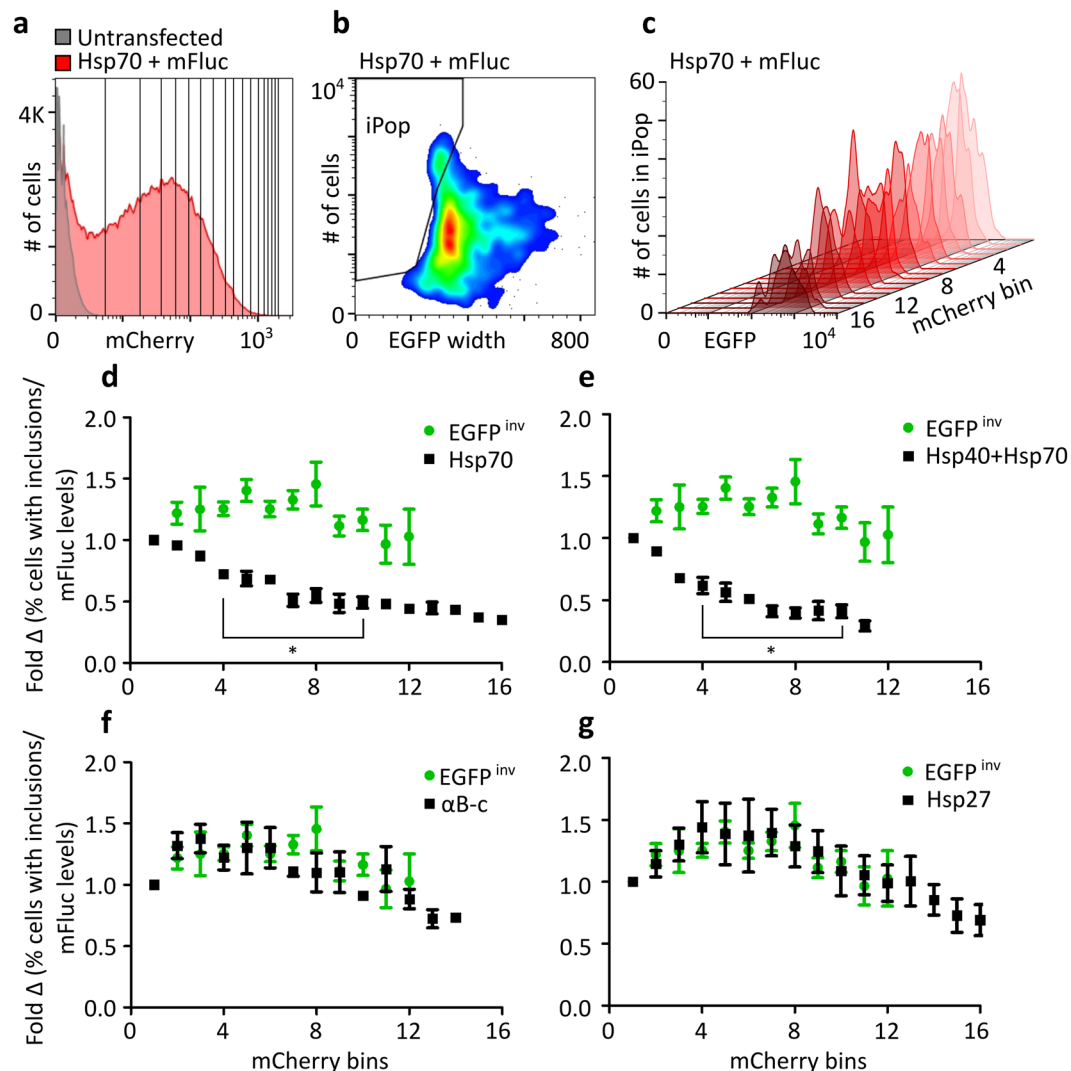 a
Untransfected
Hsp70 + mFluc
4K
0
# of cells
mCherry
10³
b
Hsp70 + mFluc
10⁴
iPop
# of cells
0
0
EGFP width
800
c
Hsp70 + mFluc
60
# of cells in iPop
0
0
EGFP
10⁴
16
12
8
4
mCherry bin
d
Fold Δ (% cells with inclusions/
mFluc levels)
2.0
1.5
1.0
0.5
0.0
EGFP inv
Hsp70
*
0
4
8
12
16
e
2.0
1.5
1.0
0.5
0.0
EGFP inv
Hsp40+Hsp70
*
0
4
8
12
16
f
Fold Δ (% cells with inclusions/
mFluc levels)
2.0
1.5
1.0
0.5
0.0
EGFP inv
αB-c
0
4
8
12
16
mCherry bins
g
2.0
1.5
1.0
0.5
0.0
EGFP inv
Hsp27
0
4
8
12
16
mCherry bins